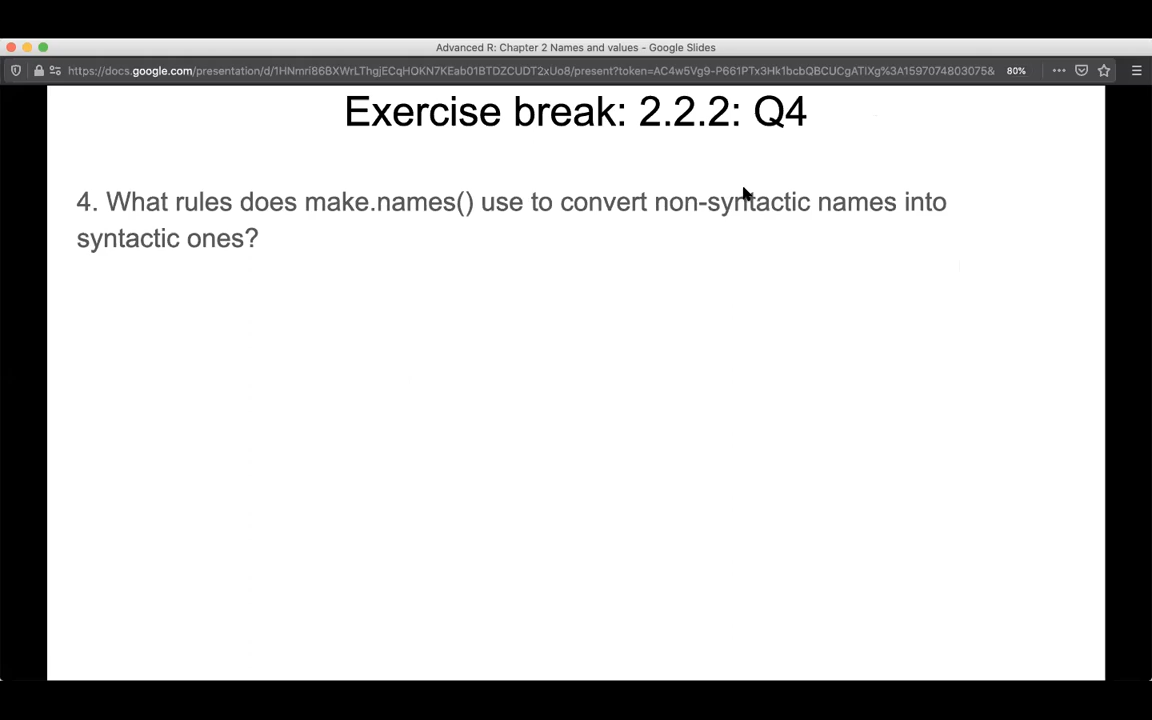 Advanced R: Chapter 2 Names and values - Google Slides
https://docs.google.com/presentation/d/1HNmri86BXWrLThgjECqHOKN7KEab01BTDZCUDT2xUo8/present?token=AC4w5Vg9-P661PTx3Hk1bcbQBCUCgATIXg%3A1597074803075&
80%
Exercise break: 2.2.2: Q4
4. What rules does make.names() use to convert non-syntactic names into
syntactic ones?